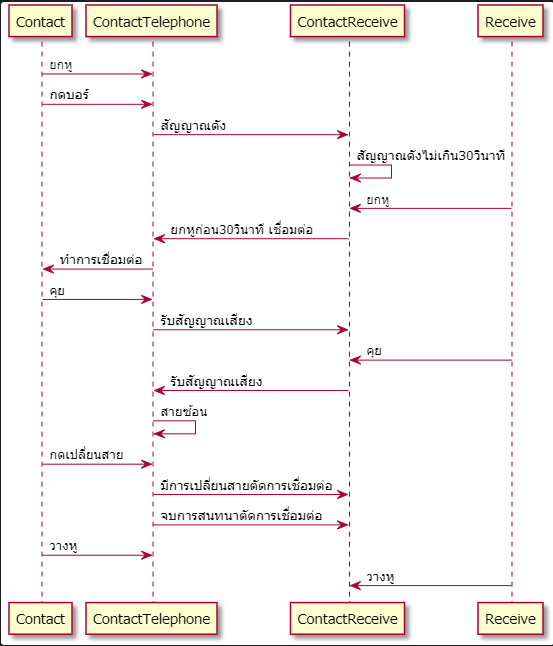 Contact ContactTelephone ContactReceive Receive
ยกหู
กดบอร์
สัญญาณดัง
สัญญาณดังไม่เกิน30วินาที
ยกหู
ยกหูก่อน30วินาที เชื่อมต่อ
ทำการเชื่อมต่อ
คุย
รับสัญญาณเสียง
คุย
รับสัญญาณเสียง
สายซ้อน
กดเปลี่ยนสาย
มีการเปลี่ยนสายตัดการเชื่อมต่อ
จบการสนทนาตัดการเชื่อมต่อ
วางหู
วางหู
Contact ContactTelephone ContactReceive Receive